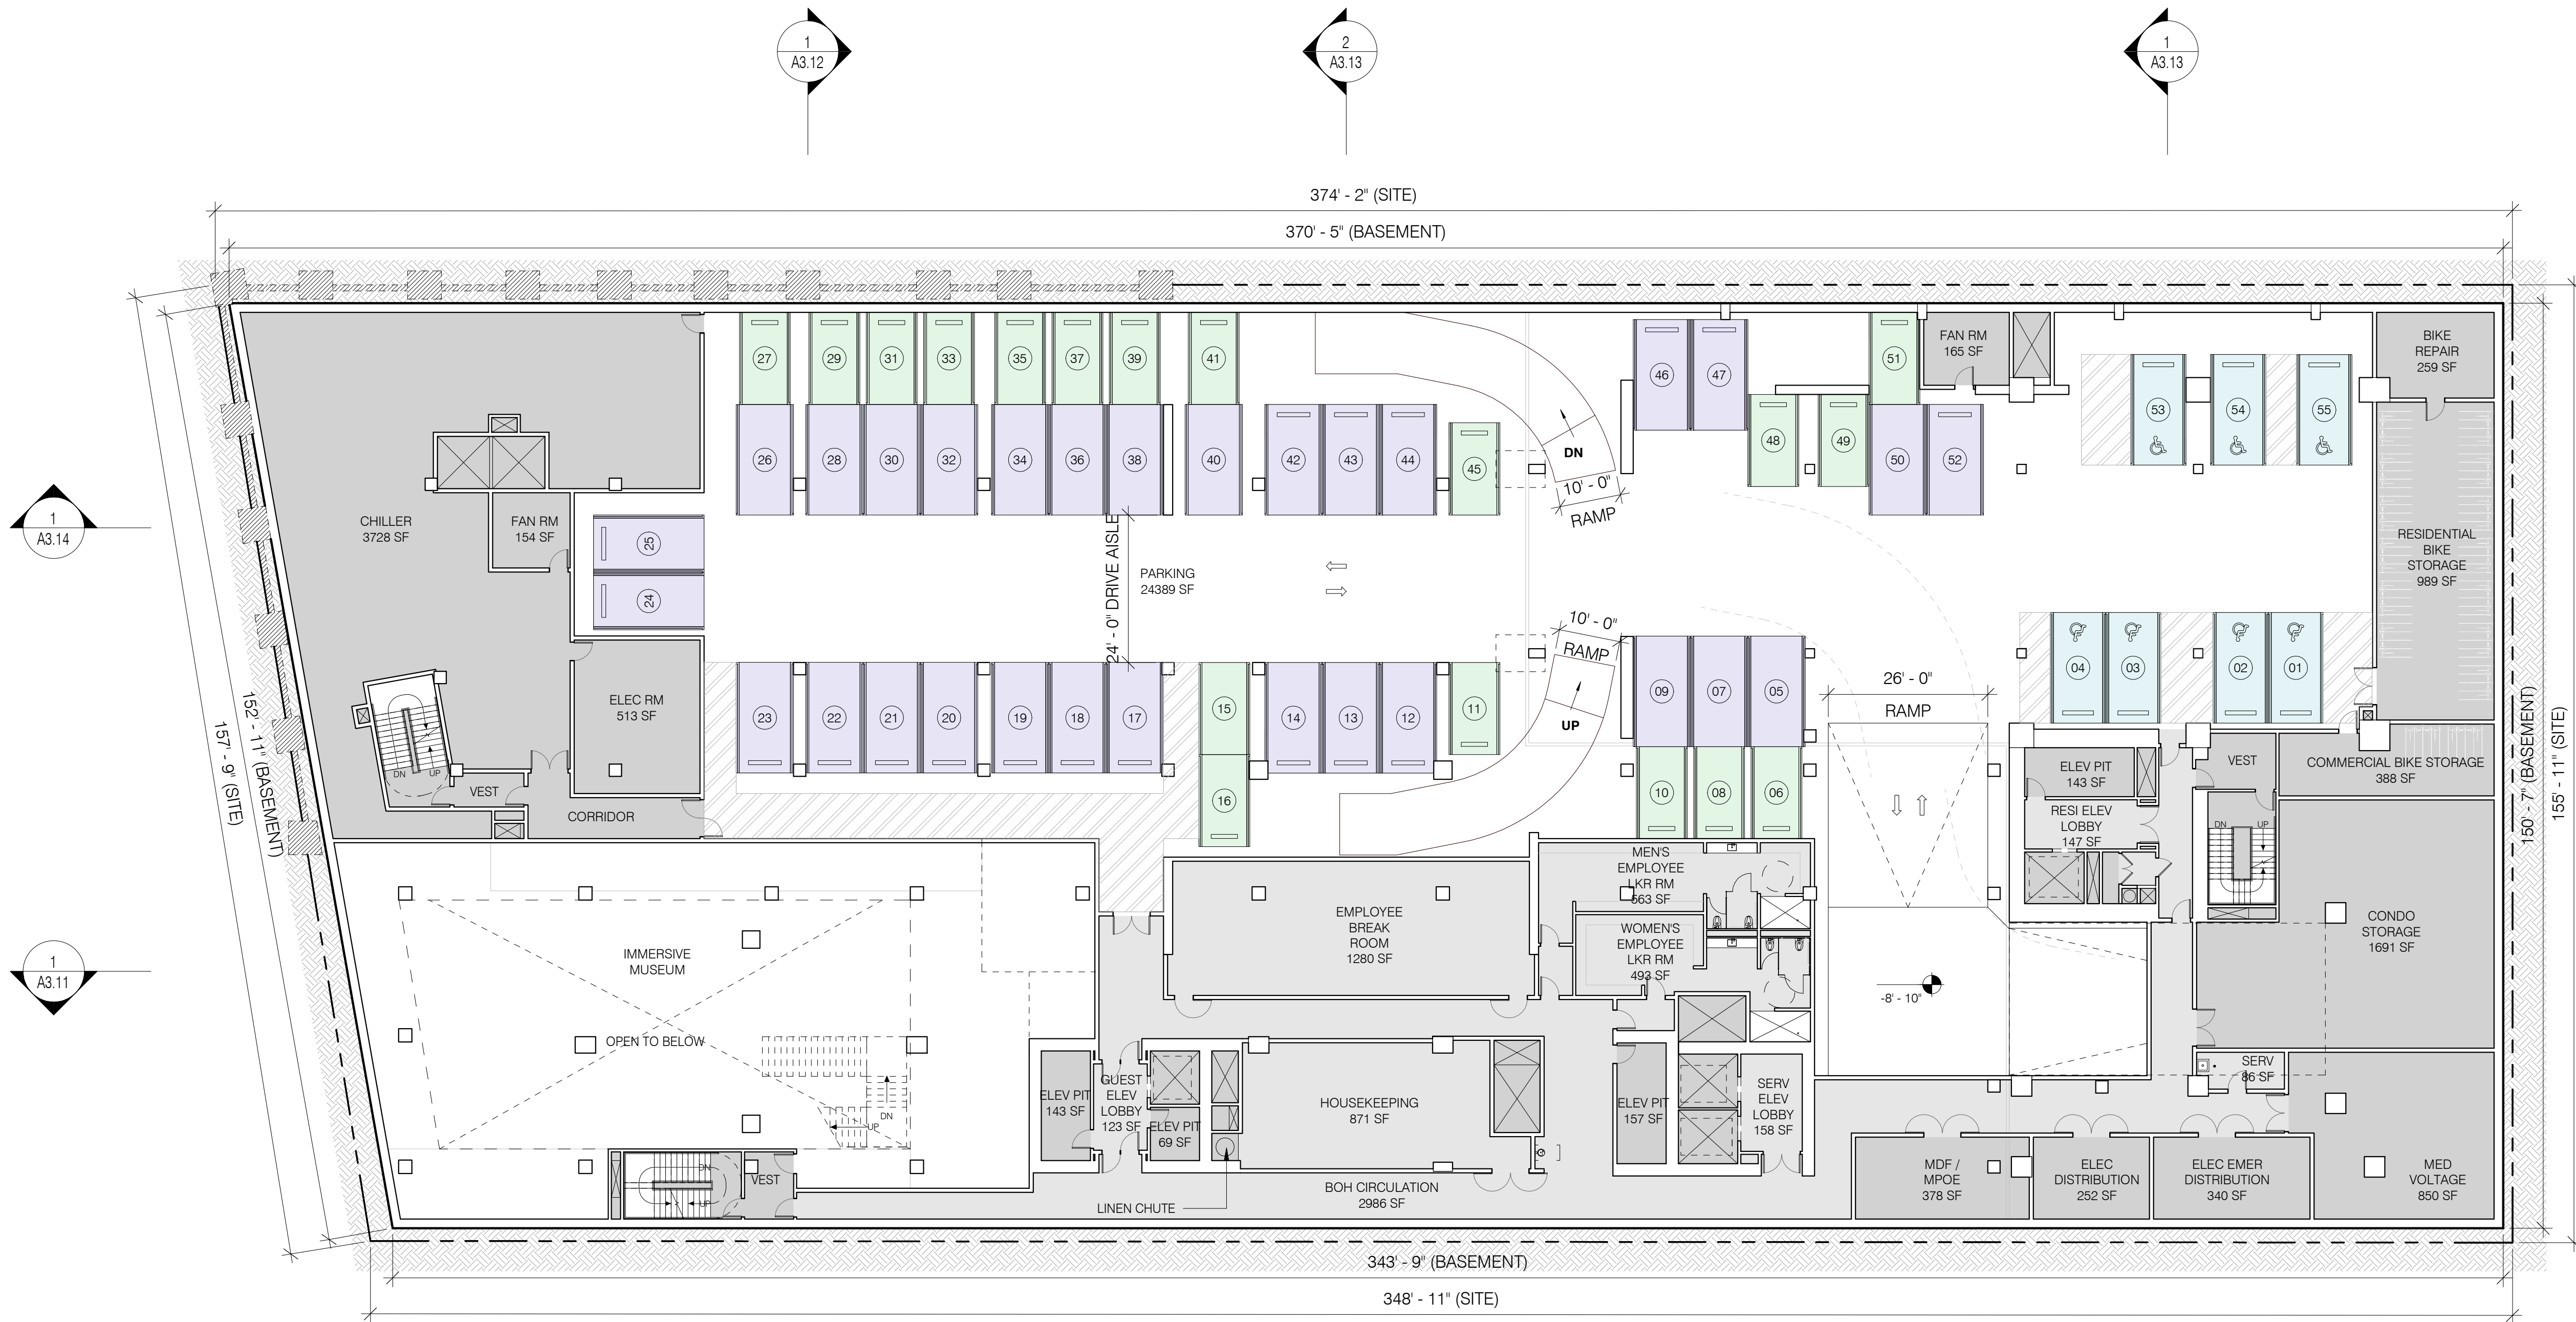 1
A3.12
2
A3.13
1
A3.13
374' - 2" (SITE)
370' - 5" (BASEMENT)
27
29
31
33
35
37
39
41
46
47
51
FAN RM
165 SF
BIKE
REPAIR
259 SF
53
54
55
26
28
30
32
34
36
38
40
42
43
44
45
DN
10' - 0"
RAMP
48
49
50
52
1
A3.14
CHILLER
3728 SF
FAN RM
154 SF
25
24
24' - 0" DRIVE AISLE
PARKING
24389 SF
RESIDENTIAL
BIKE
STORAGE
989 SF
10' - 0"
RAMP
UP
04
03
02
01
ELEC RM
513 SF
23
22
21
20
19
18
17
15
14
13
12
11
09
07
05
26' - 0"
RAMP
157' - 9" (SITE)
152' - 11" (BASEMENT)
150' - 7" (BASEMENT)
155' - 11" (SITE)
DN
UP
VEST
CORRIDOR
16
10
08
06
ELEV PIT
143 SF
VEST
COMMERCIAL BIKE STORAGE
388 SF
RESI ELEV
LOBBY
147 SF
DN
UP
MEN'S
EMPLOYEE
LKR RM
563 SF
EMPLOYEE
BREAK
ROOM
1280 SF
WOMEN'S
EMPLOYEE
LKR RM
493 SF
CONDO
STORAGE
1691 SF
1
A3.11
IMMERSIVE
MUSEUM
OPEN TO BELOW
-8' - 10"
DN
UP
ELEV PIT
143 SF
GUEST
ELEV
LOBBY
123 SF
ELEV PIT
69 SF
HOUSEKEEPING
871 SF
ELEV PIT
157 SF
SERV
ELEV
LOBBY
158 SF
SERV
86 SF
DN
UP
VEST
LINEN CHUTE
BOH CIRCULATION
2986 SF
MDF /
MPOE
378 SF
ELEC
DISTRIBUTION
252 SF
ELEC EMER
DISTRIBUTION
340 SF
MED
VOLTAGE
850 SF
343' - 9" (BASEMENT)
348' - 11" (SITE)